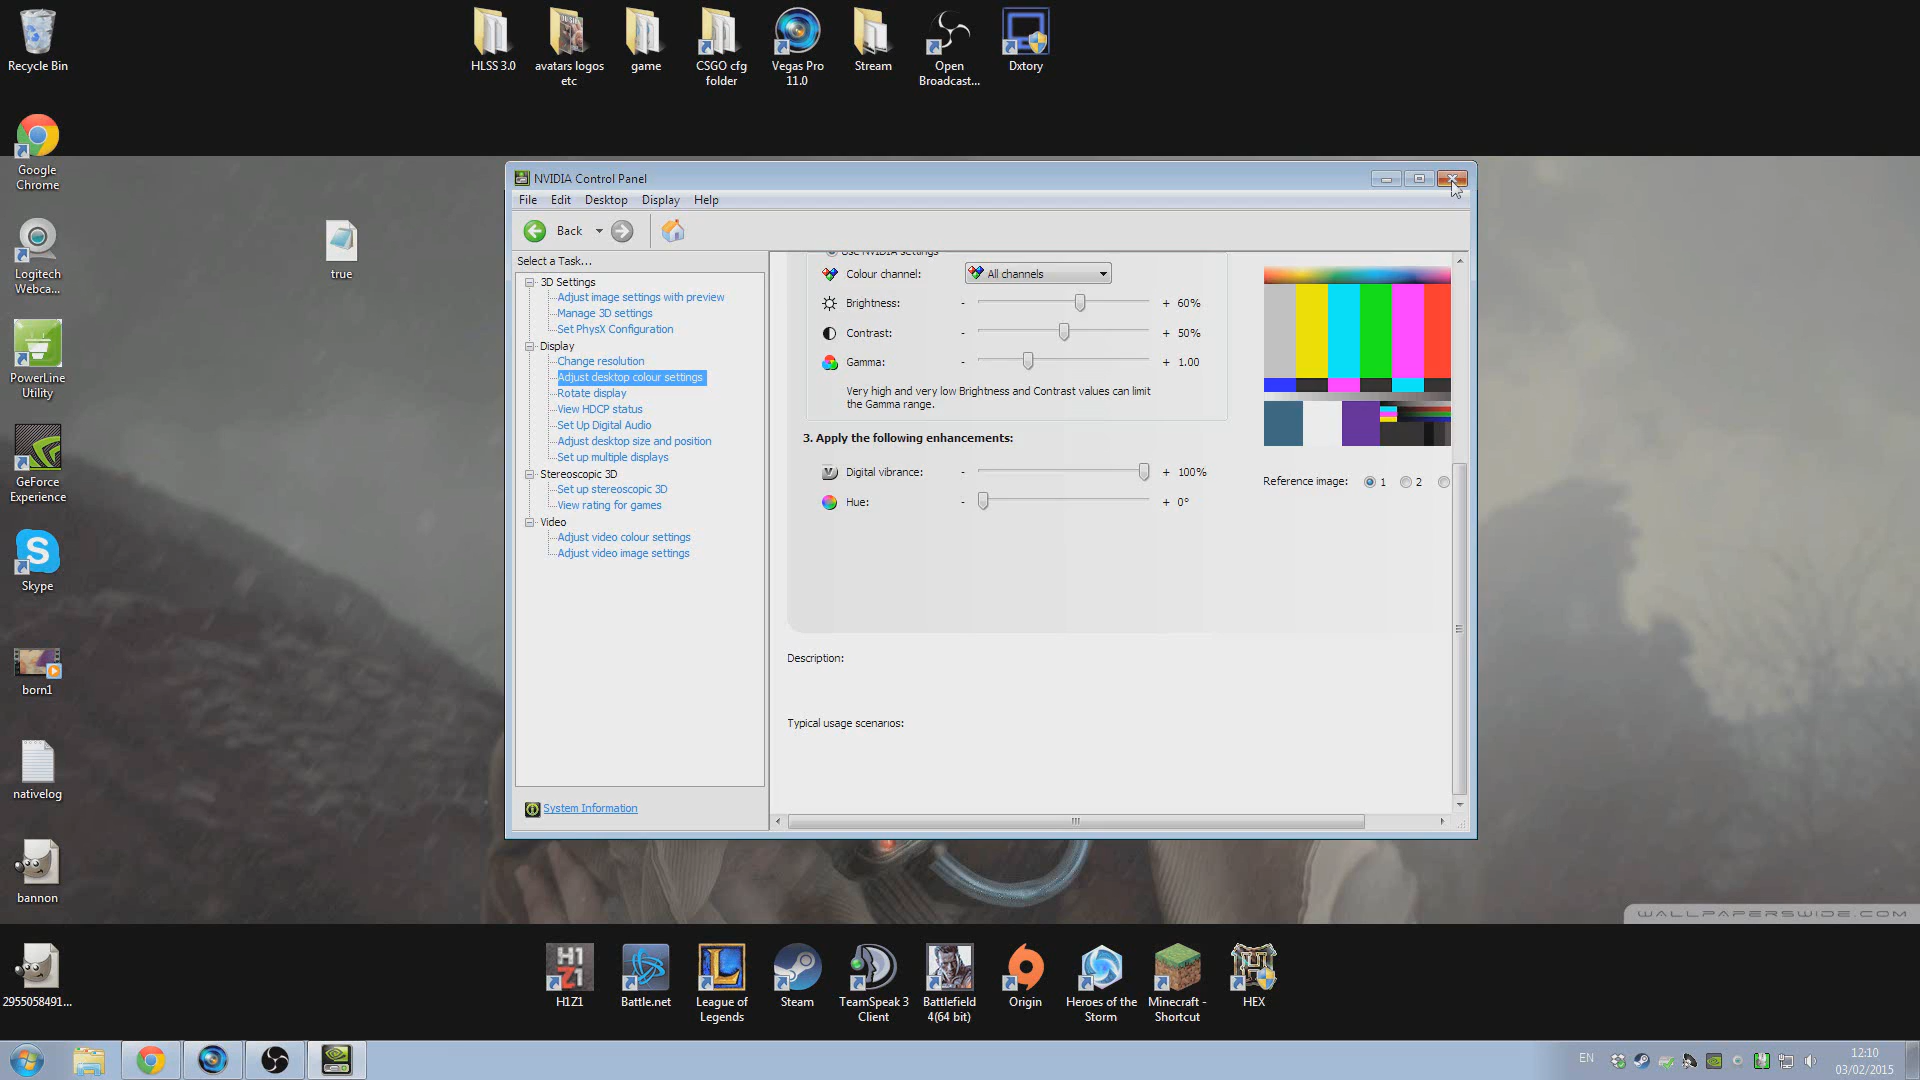 Recycle Bin
HLSS 3.0
avatars logos
etc
game
CSGO cfg
folder
Vegas Pro
11.0
Stream
Open
Broadcast...
Dxtory
Google
Chrome
Logitech
Webca...
PowerLine
Utility
GeForce
Experience
Skype
born1
nativelog
bannon
2955058491...
true
NVIDIA Control Panel
File Edit Desktop Display Help
Back
Select a Task...
3D Settings
Adjust image settings with preview
Manage 3D settings
Set PhysX Configuration
Display
Change resolution
Adjust desktop colour settings
Rotate display
View HDCP status
Set Up Digital Audio
Adjust desktop size and position
Set up multiple displays
Stereoscopic 3D
Set up stereoscopic 3D
View rating for games
Video
Adjust video colour settings
Adjust video image settings
System Information
Use NVIDIA settings
Colour channel: All channels
Brightness: - + 60%
Contrast: - + 50%
Gamma: - + 1.00
Very high and very low Brightness and Contrast values can limit
the Gamma range.
3. Apply the following enhancements:
Digital vibrance: - + 100%
Hue: - + 0°
Reference image: 1 2
Description:
Typical usage scenarios:
WALLPAPERSWIDE.COM
H1Z1
Battle.net
League of
Legends
Steam
TeamSpeak 3
Client
Battlefield
4(64 bit)
Origin
Heroes of the
Storm
Minecraft -
Shortcut
HEX
EN
12:10
03/02/2015